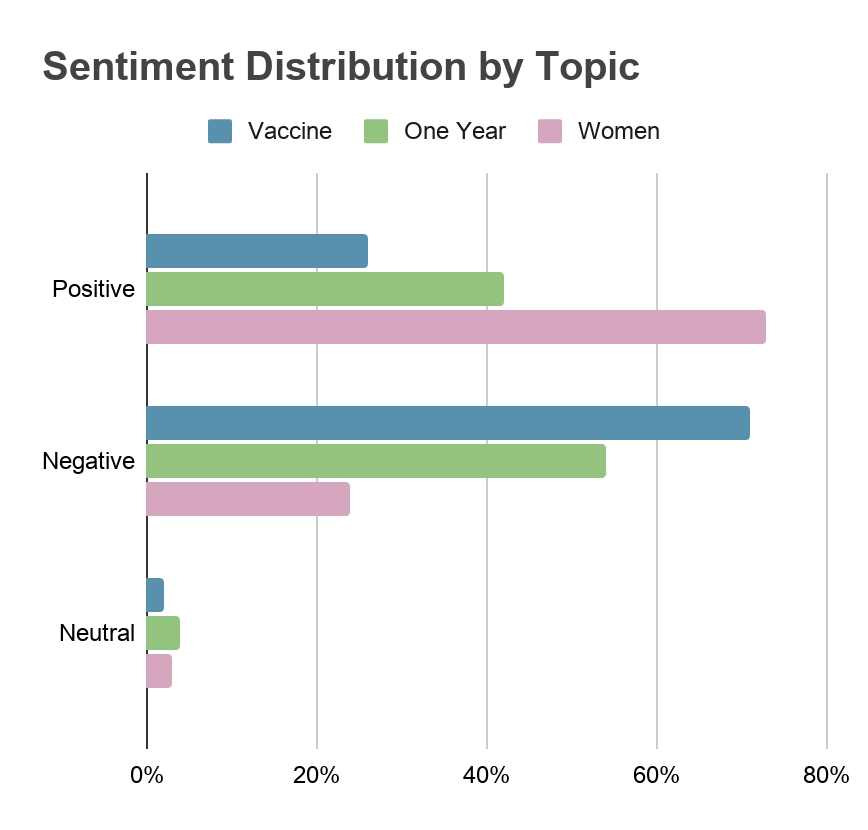 Sentiment Distribution by Topic
Vaccine One Year Women
Positive
Negative
Neutral
0% 20% 40% 60% 80%